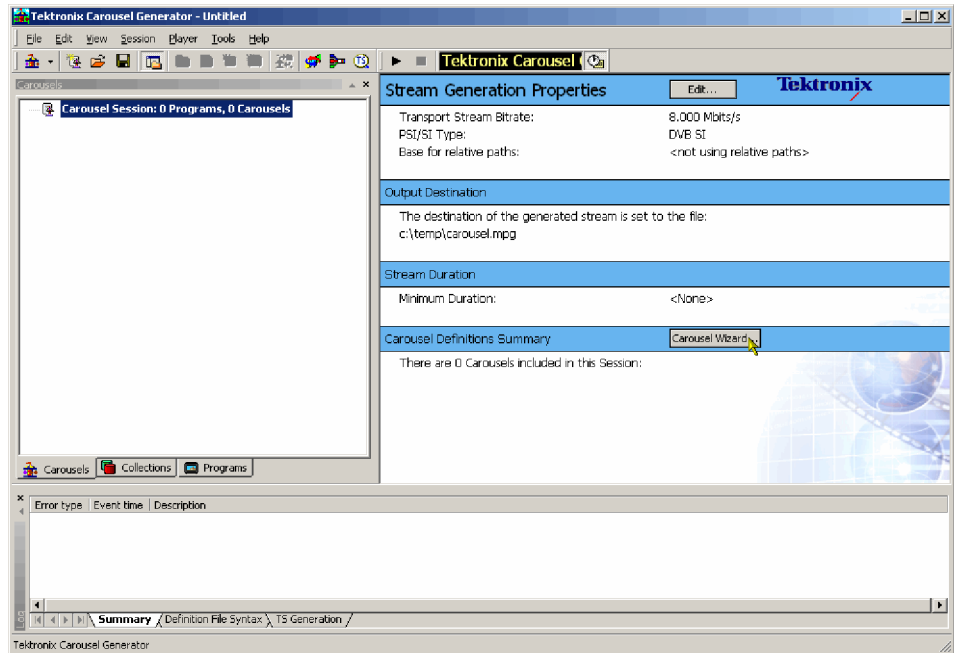 Tektronix Carousel Generator - Untitled
File Edit View Session Player Tools Help
Tektronix Carousel
Carousels
Carousel Session: 0 Programs, 0 Carousels
Carousels Collections Programs
Stream Generation Properties Edit... Tektronix
Transport Stream Bitrate: 8.000 Mbits/s
PSI/SI Type: DVB SI
Base for relative paths: <not using relative paths>
Output Destination
The destination of the generated stream is set to the file:
c:\temp\carousel.mpg
Stream Duration
Minimum Duration: <None>
Carousel Definitions Summary Carousel Wizard...
There are 0 Carousels included in this Session:
Error type Event time Description
Log
Summary Definition File Syntax TS Generation
Tektronix Carousel Generator